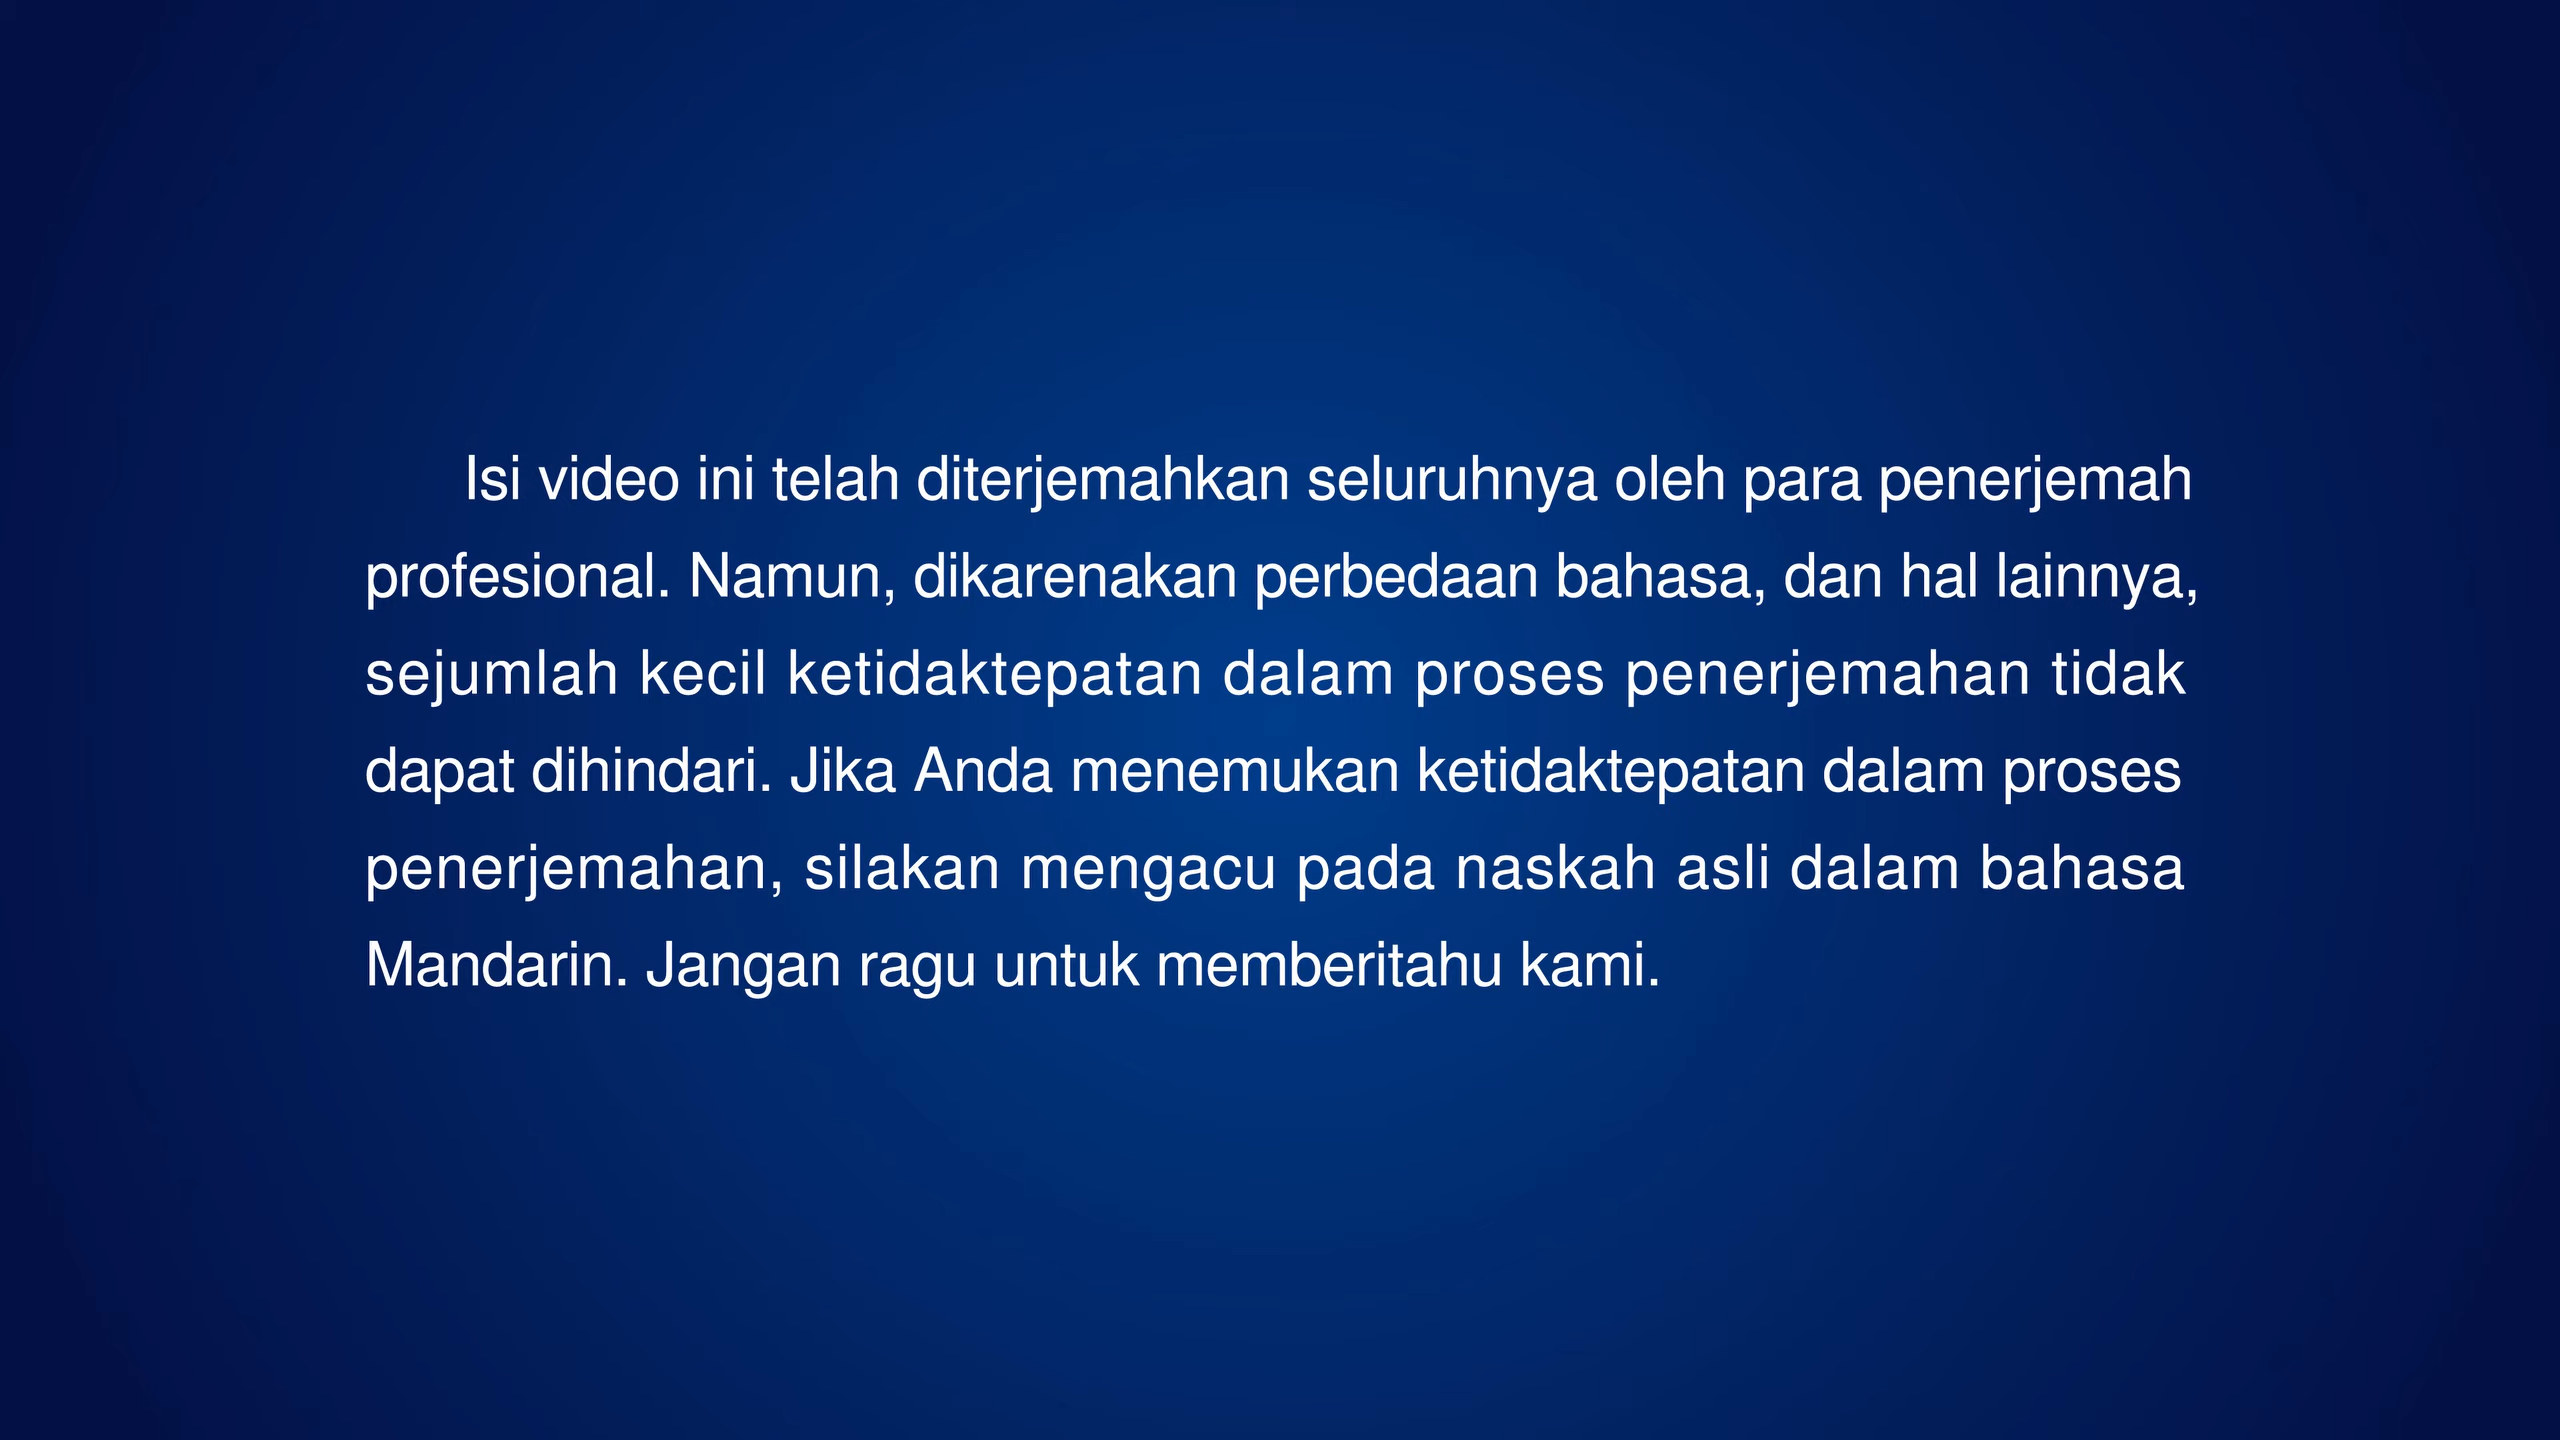 Isi video ini telah diterjemahkan seluruhnya oleh para penerjemah
profesional. Namun, dikarenakan perbedaan bahasa, dan hal lainnya,
sejumlah kecil ketidaktepatan dalam proses penerjemahan tidak
dapat dihindari. Jika Anda menemukan ketidaktepatan dalam proses
penerjemahan, silakan mengacu pada naskah asli dalam bahasa
Mandarin. Jangan ragu untuk memberitahu kami.